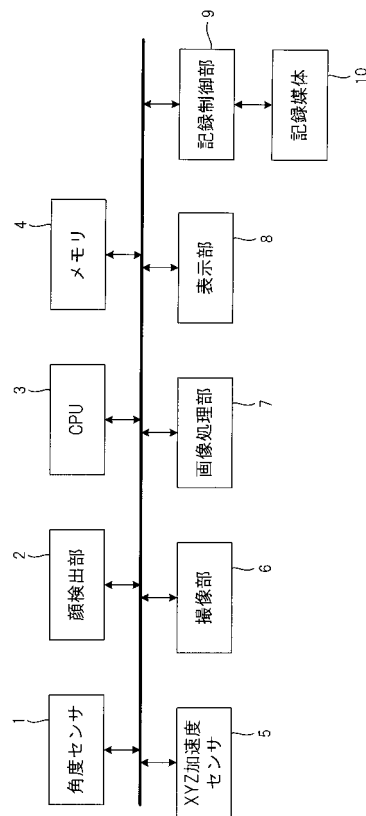 1
角度センサ
2
顔検出部
3
CPU
4
メモリ
5
XYZ加速度
センサ
6
撮像部
7
画像処理部
8
表示部
9
記録制御部
10
記録媒体